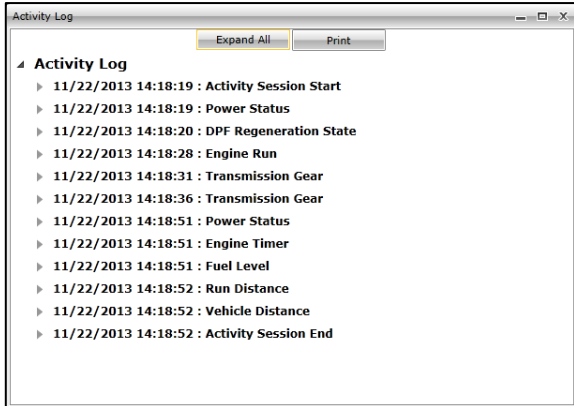 Activity Log
Expand All Print
Activity Log
11/22/2013 14:18:19 : Activity Session Start
11/22/2013 14:18:19 : Power Status
11/22/2013 14:18:20 : DPF Regeneration State
11/22/2013 14:18:28 : Engine Run
11/22/2013 14:18:31 : Transmission Gear
11/22/2013 14:18:36 : Transmission Gear
11/22/2013 14:18:51 : Power Status
11/22/2013 14:18:51 : Engine Timer
11/22/2013 14:18:51 : Fuel Level
11/22/2013 14:18:52 : Run Distance
11/22/2013 14:18:52 : Vehicle Distance
11/22/2013 14:18:52 : Activity Session End